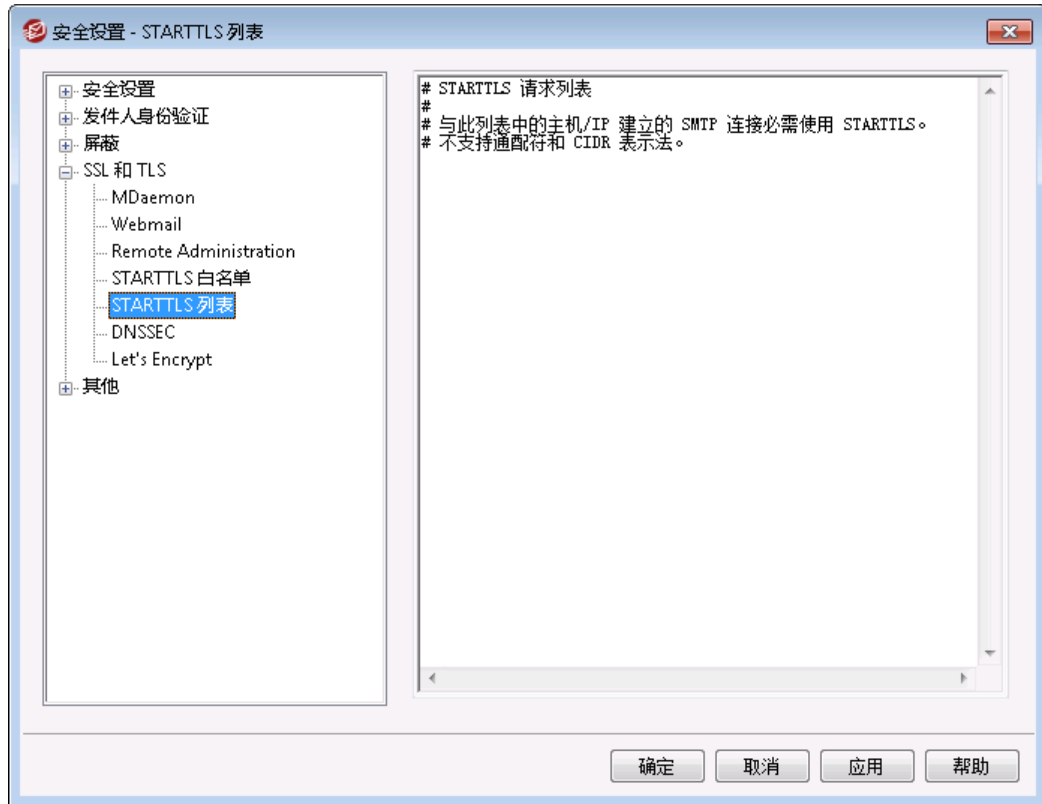 安全设置 - STARTTLS 列表
安全设置
发件人身份验证
屏蔽
SSL 和 TLS
MDaemon
Webmail
Remote Administration
STARTTLS 白名单
STARTTLS 列表
DNSSEC
Let's Encrypt
其他
# STARTTLS 请求列表
#
# 与此列表中的主机/IP 建立的 SMTP 连接必需使用 STARTTLS。
# 不支持通配符和 CIDR 表示法。
确定
取消
应用
帮助